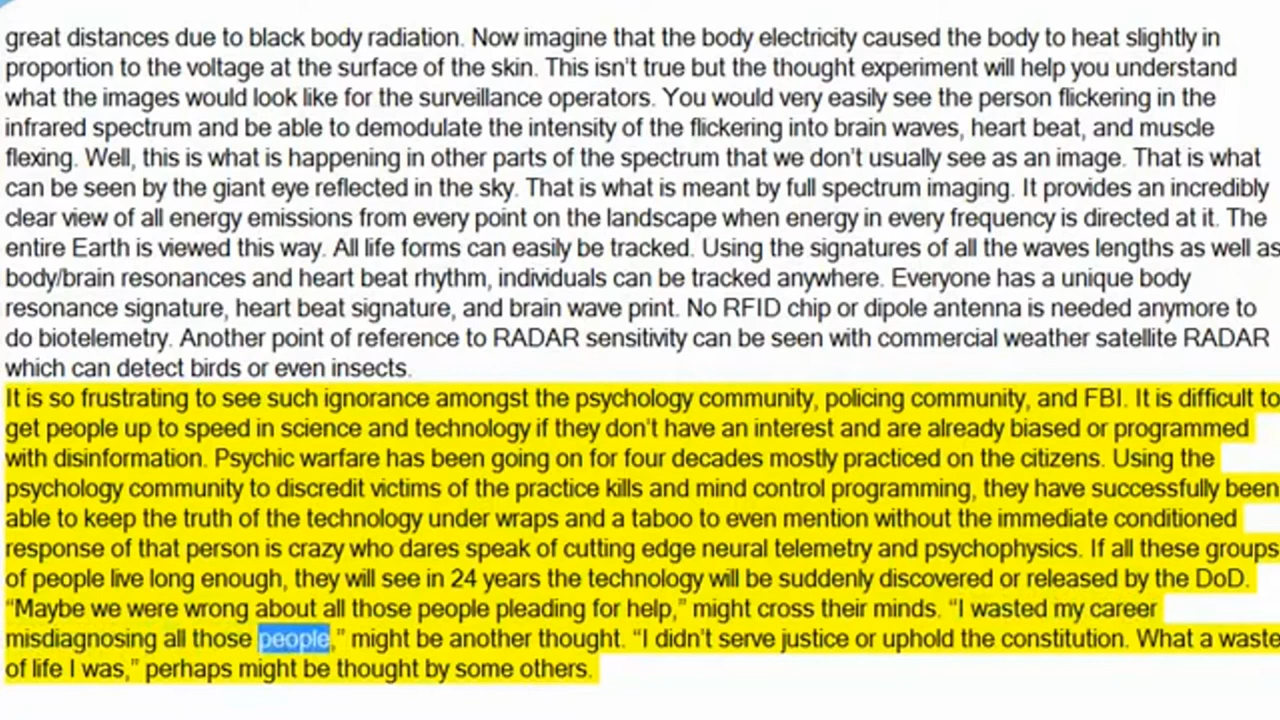 great distances due to black body radiation. Now imagine that the body electricity caused the body to heat slightly in
proportion to the voltage at the surface of the skin. This isn't true but the thought experiment will help you understand
what the images would look like for the surveillance operators. You would very easily see the person flickering in the
infrared spectrum and be able to demodulate the intensity of the flickering into brain waves, heart beat, and muscle
flexing. Well, this is what is happening in other parts of the spectrum that we don't usually see as an image. That is what
can be seen by the giant eye reflected in the sky. That is what is meant by full spectrum imaging. It provides an incredibly
clear view of all energy emissions from every point on the landscape when energy in every frequency is directed at it. The
entire Earth is viewed this way. All life forms can easily be tracked. Using the signatures of all the waves lengths as well as
body/brain resonances and heart beat rhythm, individuals can be tracked anywhere. Everyone has a unique body
resonance signature, heart beat signature, and brain wave print. No RFID chip or dipole antenna is needed anymore to
do biotelemetry. Another point of reference to RADAR sensitivity can be seen with commercial weather satellite RADAR
which can detect birds or even insects.
It is so frustrating to see such ignorance amongst the psychology community, policing community, and FBI. It is difficult to
get people up to speed in science and technology if they don't have an interest and are already biased or programmed
with disinformation. Psychic warfare has been going on for four decades mostly practiced on the citizens. Using the
psychology community to discredit victims of the practice kills and mind control programming, they have successfully been
able to keep the truth of the technology under wraps and a taboo to even mention without the immediate conditioned
response of that person is crazy who dares speak of cutting edge neural telemetry and psychophysics. If all these groups
of people live long enough, they will see in 24 years the technology will be suddenly discovered or released by the DoD.
“Maybe we were wrong about all those people pleading for help,” might cross their minds. “I wasted my career
misdiagnosing all those people,” might be another thought. “I didn't serve justice or uphold the constitution. What a waste
of life I was,” perhaps might be thought by some others.